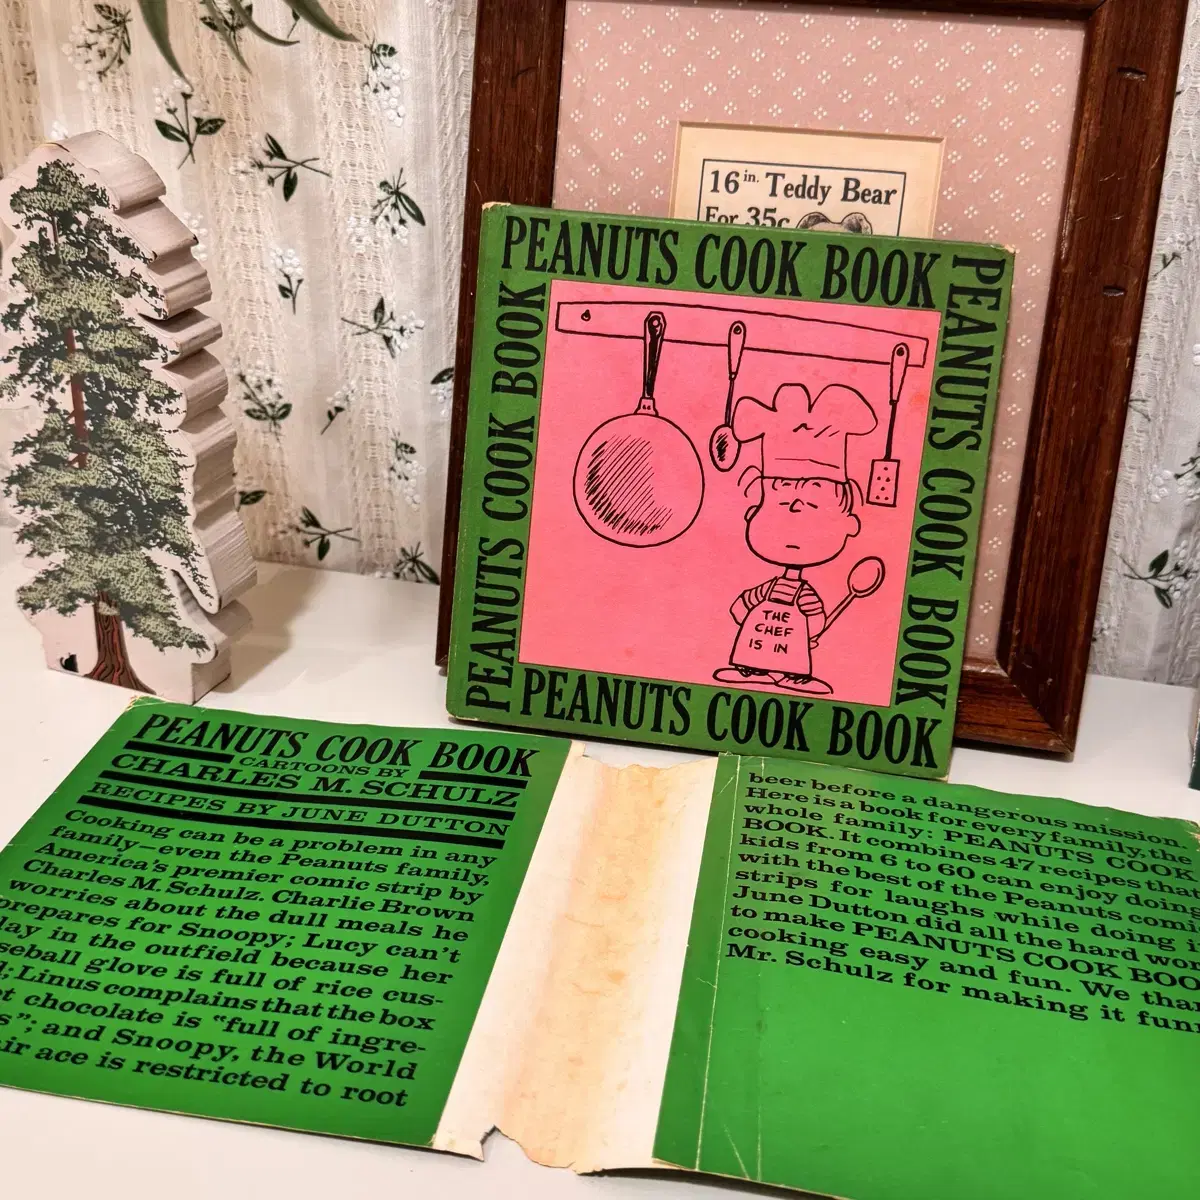 16 in. Teddy Bear
For 35c
PEANUTS COOK BOOK
PEANUTS COOK BOOK
PEANUTS COOK BOOK
THE
CHEF
IS IN
PEANUTS COOK BOOK
PEANUTS COOK BOOK
CARTOONS BY
CHARLES M. SCHULZ
RECIPES BY JUNE DUTTON
Cooking can be a problem in any
family—even the Peanuts family,
America's premier comic strip by
Charles M. Schulz. Charlie Brown
worries about the dull meals he
prepares for Snoopy; Lucy can't
lay in the outfield because her
seball glove is full of rice cus-
d; Linus complains that the box
t chocolate is "full of ingre-
s"; and Snoopy, the World
ir ace is restricted to root
beer before a dangerous mission.
Here is a book for every family, the
whole family: PEANUTS COOK
BOOK. It combines 47 recipes that
kids from 6 to 60 can enjoy doing
with the best of the Peanuts comi
strips for laughs while doing i
June Dutton did all the hard wor
to make PEANUTS COOK BOO
cooking easy and fun. We than
Mr. Schulz for making it funn